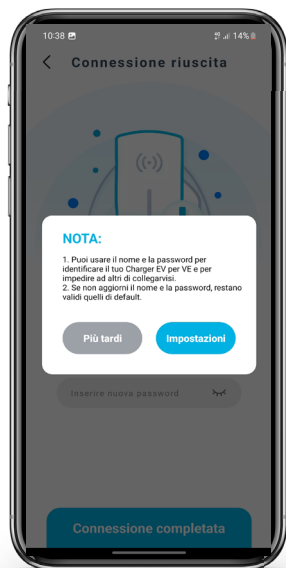 10:38
14%
Connessione riuscita
NOTA:
1. Puoi usare il nome e la password per
identificare il tuo Charger EV per VE e per
impedire ad altri di collegarvisi.
2. Se non aggiorni il nome e la password, restano
validi quelli di default.
Più tardi
Impostazioni
Inserire nuova password
Connessione completata